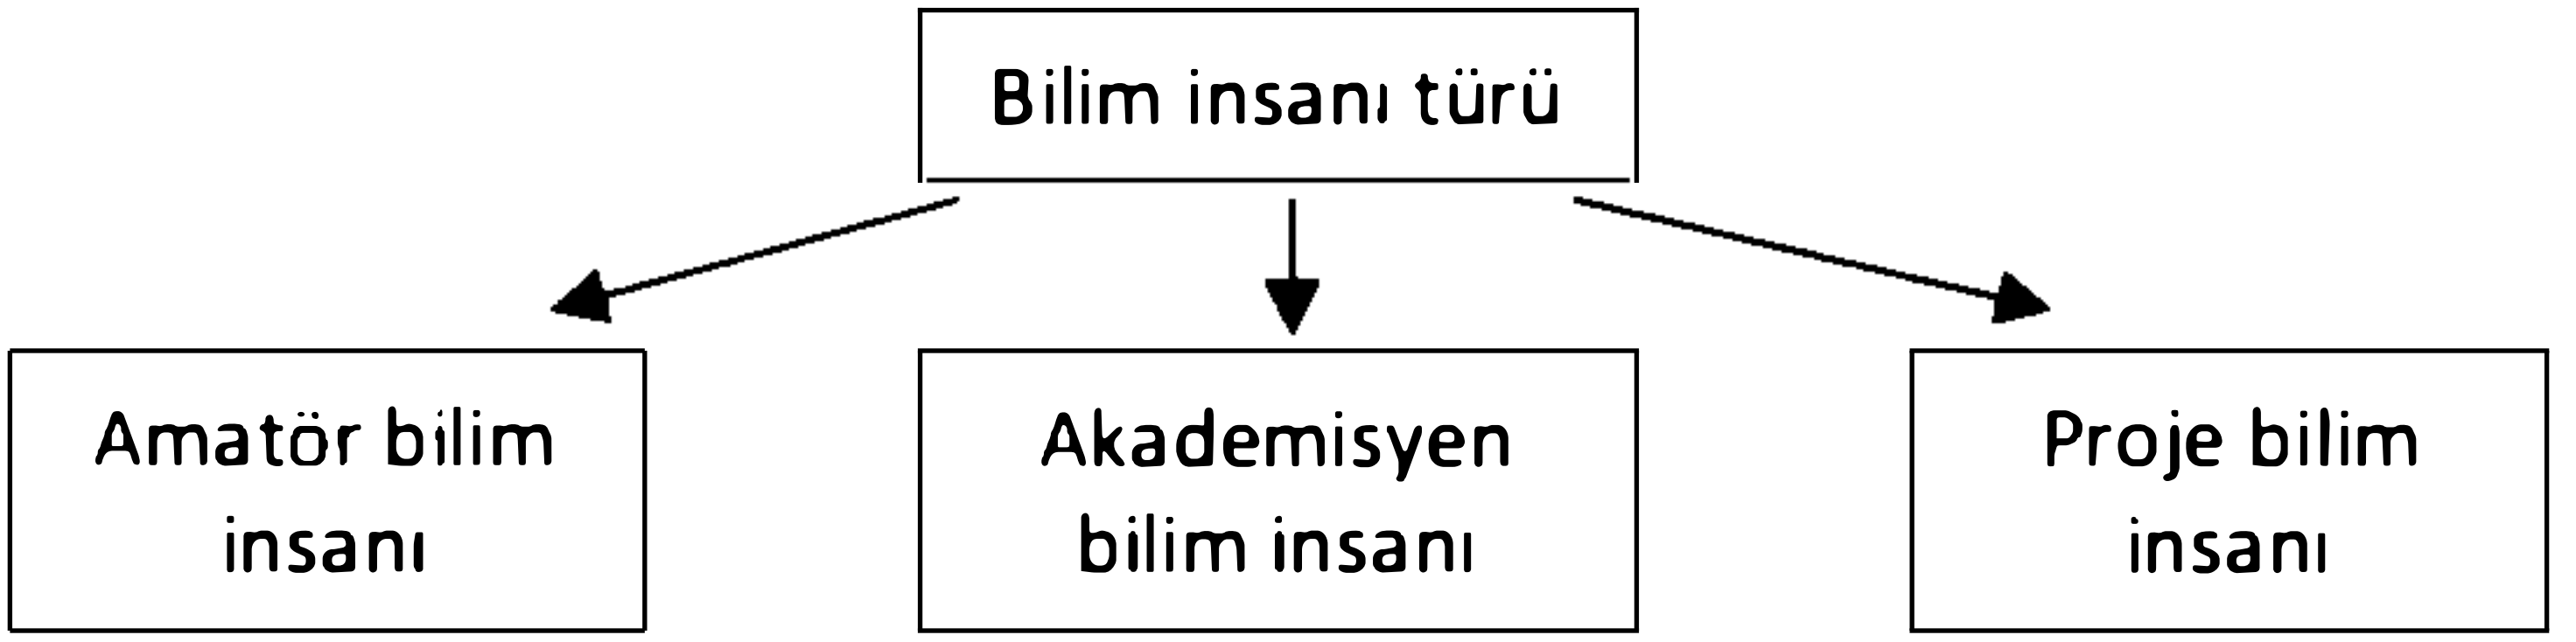 Bilim insanı türü
Amatör bilim
insanı
Akademisyen
bilim insanı
Proje bilim
insanı